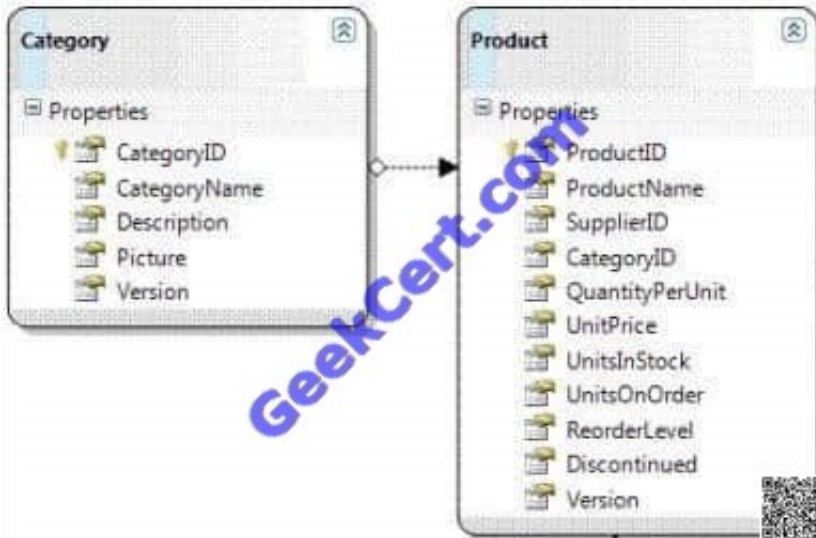 Category
Properties
CategoryID
CategoryName
Description
Picture
Version
Product
Properties
ProductID
ProductName
SupplierID
CategoryID
QuantityPerUnit
UnitPrice
UnitsInStock
UnitsOnOrder
ReorderLevel
Discontinued
Version
GeekCert.com